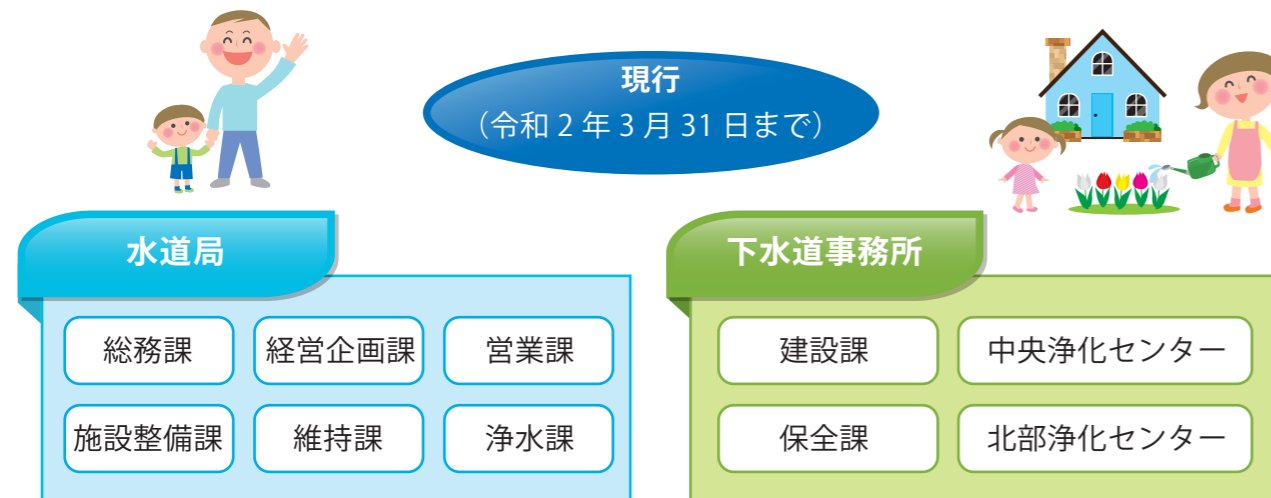 現行
（令和 2 年 3 月 31 日まで）
水道局
総務課
経営企画課
営業課
施設整備課
維持課
浄水課
下水道事務所
建設課
中央浄化センター
保全課
北部浄化センター